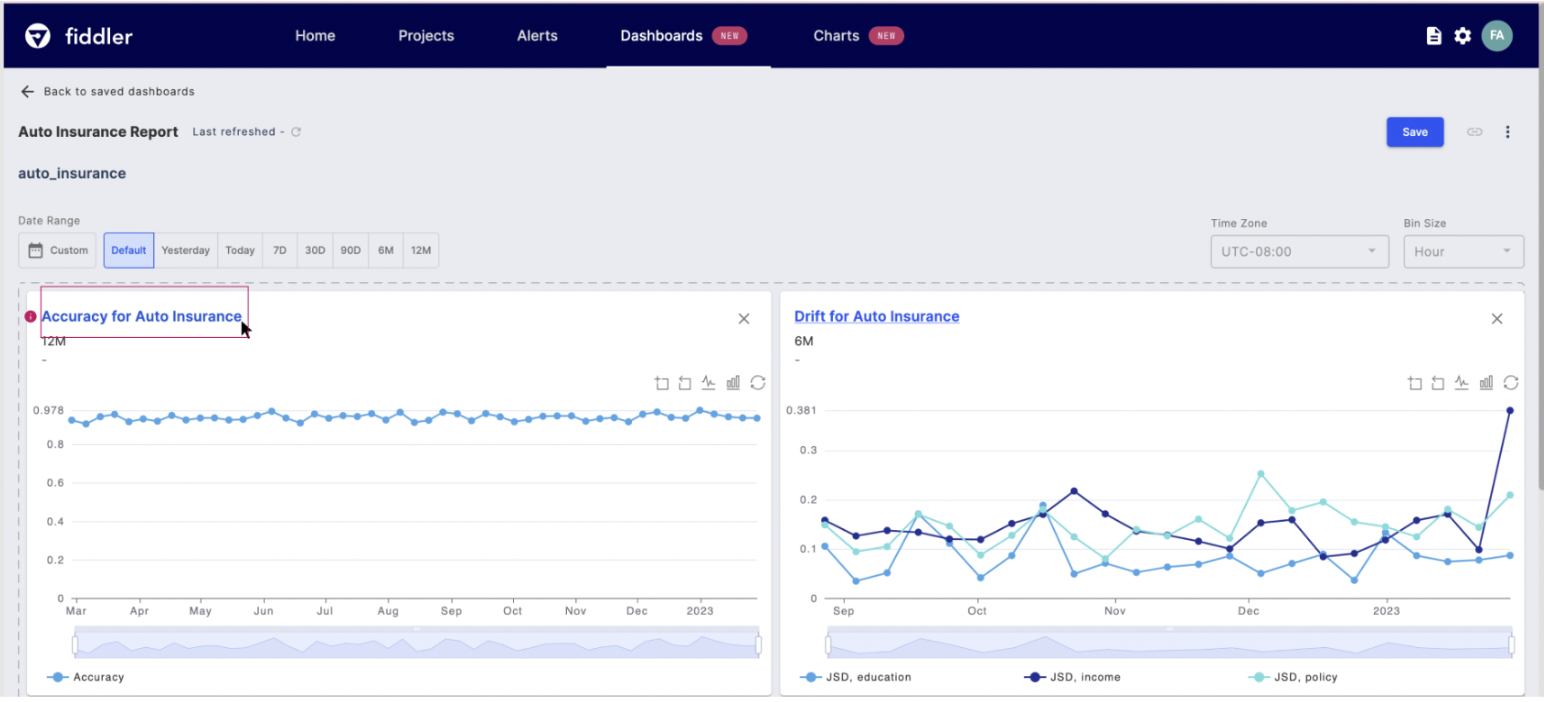 fiddler Home Projects Alerts Dashboards NEW Charts NEW FA
Back to saved dashboards
Auto Insurance Report Last refreshed - Save
auto_insurance
Date Range Time Zone Bin Size
Custom Default Yesterday Today 7D 30D 90D 6M 12M UTC-08:00 Hour
Accuracy for Auto Insurance
12M
-
0.978
0.8
0.6
0.4
0.2
0
Mar Apr May Jun Jul Aug Sep Oct Nov Dec 2023
Accuracy
Drift for Auto Insurance
6M
-
0.381
0.3
0.2
0.1
0
Sep Oct Nov Dec 2023
JSD, education JSD, income JSD, policy